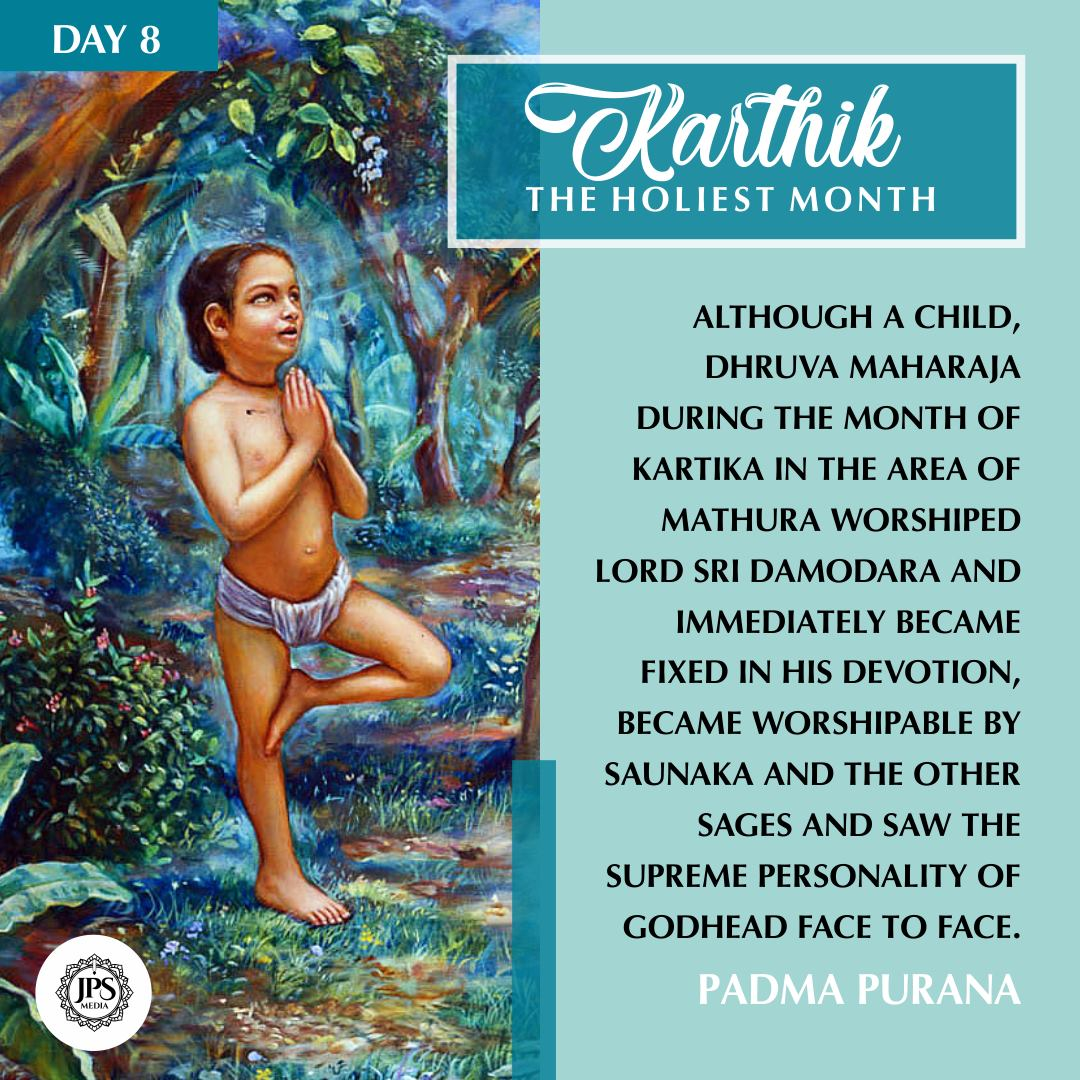 DAY 8
Karthik
THE HOLIEST MONTH
ALTHOUGH A CHILD,
DHRUVA MAHARAJA
DURING THE MONTH OF
KARTIKA IN THE AREA OF
MATHURA WORSHIPED
LORD SRI DAMODARA AND
IMMEDIATELY BECAME
FIXED IN HIS DEVOTION,
BECAME WORSHIPABLE BY
SAUNAKA AND THE OTHER
SAGES AND SAW THE
SUPREME PERSONALITY OF
GODHEAD FACE TO FACE.
PADMA PURANA
JPS
MEDIA